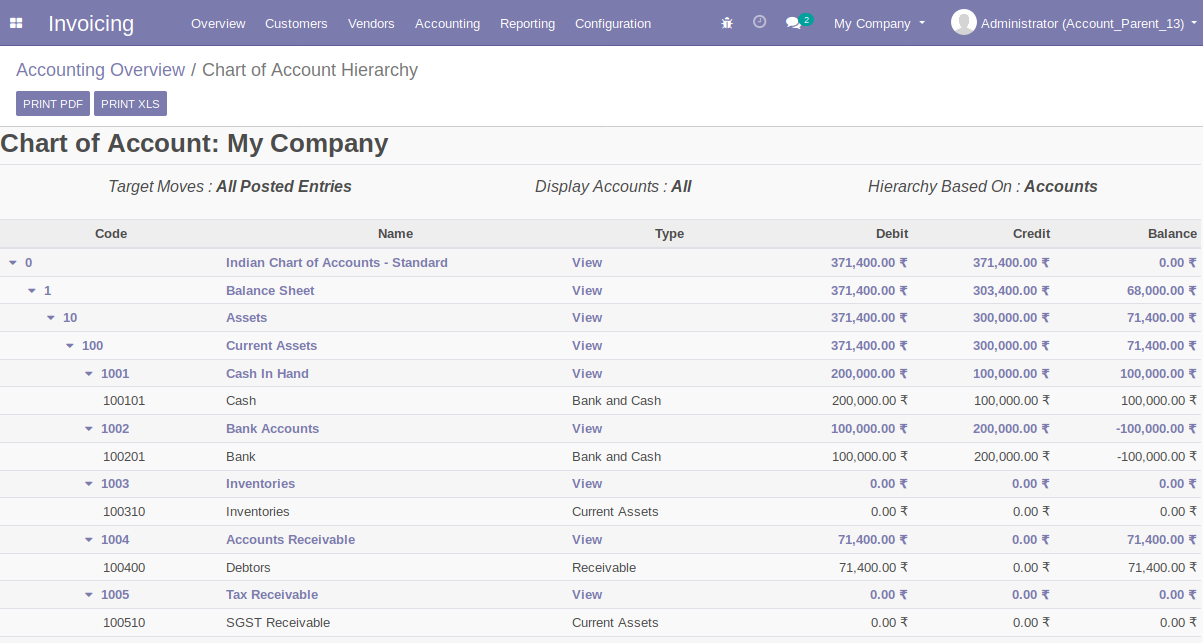 Invoicing Overview Customers Vendors Accounting Reporting Configuration 2 My Company Administrator (Account_Parent_13)
Accounting Overview / Chart of Account Hierarchy
PRINT PDF PRINT XLS
Chart of Account: My Company
Target Moves : All Posted Entries Display Accounts : All Hierarchy Based On : Accounts
Code Name Type Debit Credit Balance
0 Indian Chart of Accounts - Standard View 371,400.00 ₹ 371,400.00 ₹ 0.00 ₹
1 Balance Sheet View 371,400.00 ₹ 303,400.00 ₹ 68,000.00 ₹
10 Assets View 371,400.00 ₹ 300,000.00 ₹ 71,400.00 ₹
100 Current Assets View 371,400.00 ₹ 300,000.00 ₹ 71,400.00 ₹
1001 Cash In Hand View 200,000.00 ₹ 100,000.00 ₹ 100,000.00 ₹
100101 Cash Bank and Cash 200,000.00 ₹ 100,000.00 ₹ 100,000.00 ₹
1002 Bank Accounts View 100,000.00 ₹ 200,000.00 ₹ -100,000.00 ₹
100201 Bank Bank and Cash 100,000.00 ₹ 200,000.00 ₹ -100,000.00 ₹
1003 Inventories View 0.00 ₹ 0.00 ₹ 0.00 ₹
100310 Inventories Current Assets 0.00 ₹ 0.00 ₹ 0.00 ₹
1004 Accounts Receivable View 71,400.00 ₹ 0.00 ₹ 71,400.00 ₹
100400 Debtors Receivable 71,400.00 ₹ 0.00 ₹ 71,400.00 ₹
1005 Tax Receivable View 0.00 ₹ 0.00 ₹ 0.00 ₹
100510 SGST Receivable Current Assets 0.00 ₹ 0.00 ₹ 0.00 ₹